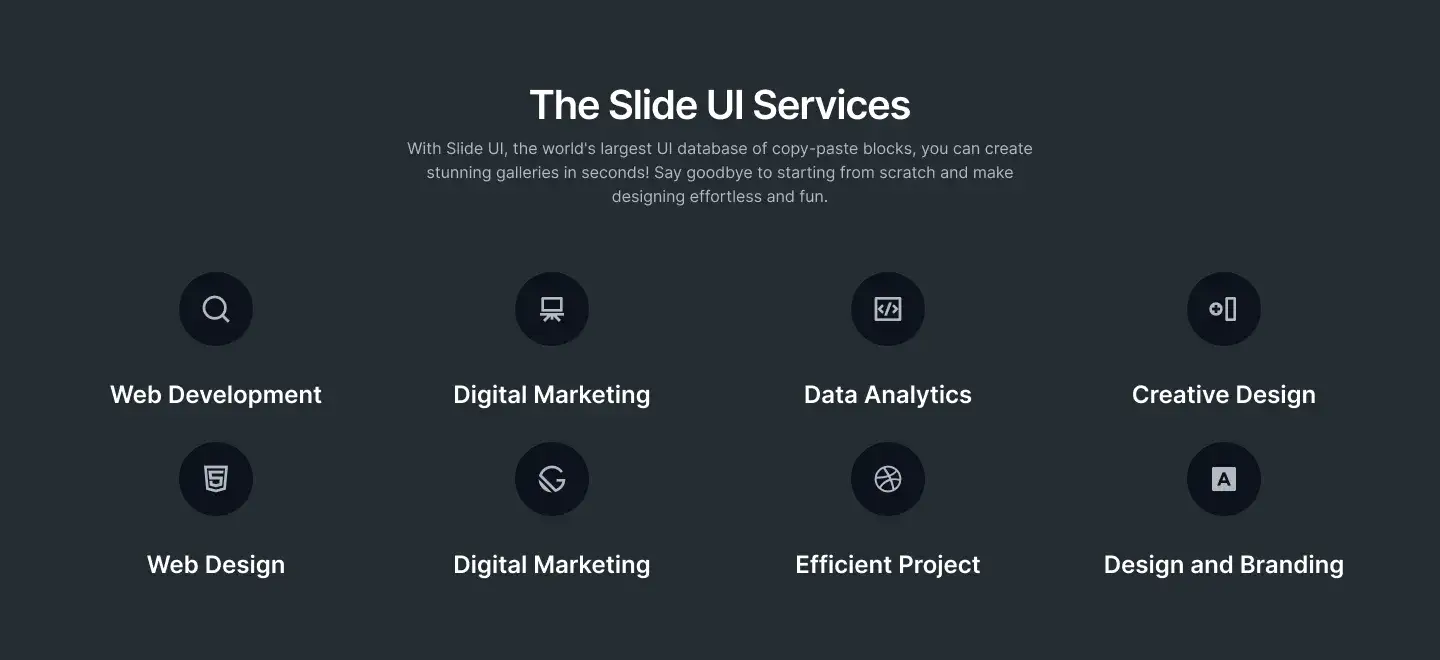 The Slide UI Services
With Slide UI, the world's largest UI database of copy-paste blocks, you can create
stunning galleries in seconds! Say goodbye to starting from scratch and make
designing effortless and fun.
Web Development
Digital Marketing
Data Analytics
Creative Design
Web Design
Digital Marketing
Efficient Project
Design and Branding